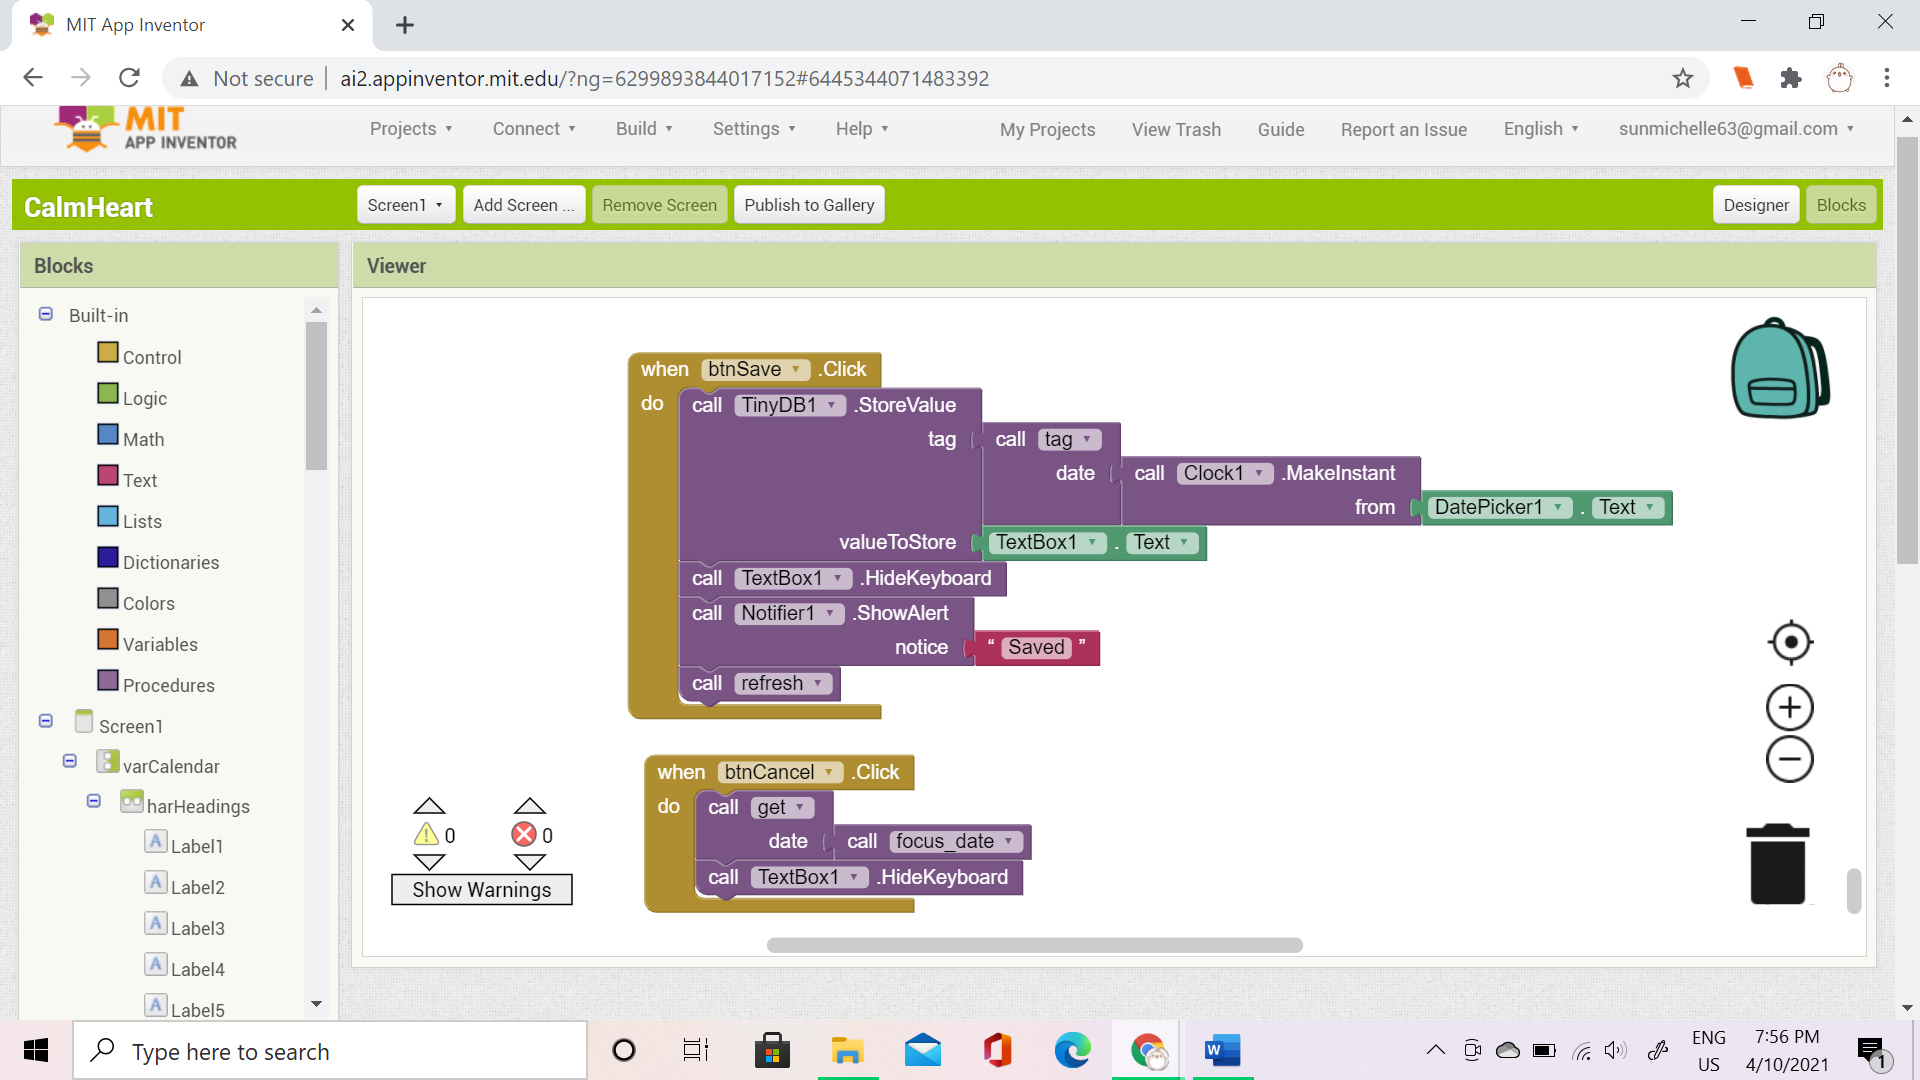 MIT App Inventor
Not secure ai2.appinventor.mit.edu/?ng=6299893844017152#6445344071483392
MIT
APP INVENTOR
Projects Connect Build Settings Help My Projects View Trash Guide Report an Issue English sunmichelle63@gmail.com
CalmHeart Screen1 Add Screen ... Remove Screen Publish to Gallery Designer Blocks
Blocks
Viewer
Built-in
Control
Logic
Math
Text
Lists
Dictionaries
Colors
Variables
Procedures
Screen1
varCalendar
harHeadings
A Label1
A Label2
A Label3
A Label4
A Label5
when btnSave .Click
do call TinyDB1 .StoreValue
tag call tag
date call Clock1 .MakeInstant
from DatePicker1 . Text
valueToStore TextBox1 . Text
call TextBox1 .HideKeyboard
call Notifier1 .ShowAlert
notice “ Saved ”
call refresh
when btnCancel .Click
do call get
date call focus_date
call TextBox1 .HideKeyboard
0 0
Show Warnings
Type here to search
W
ENG
US
7:56 PM
4/10/2021
1